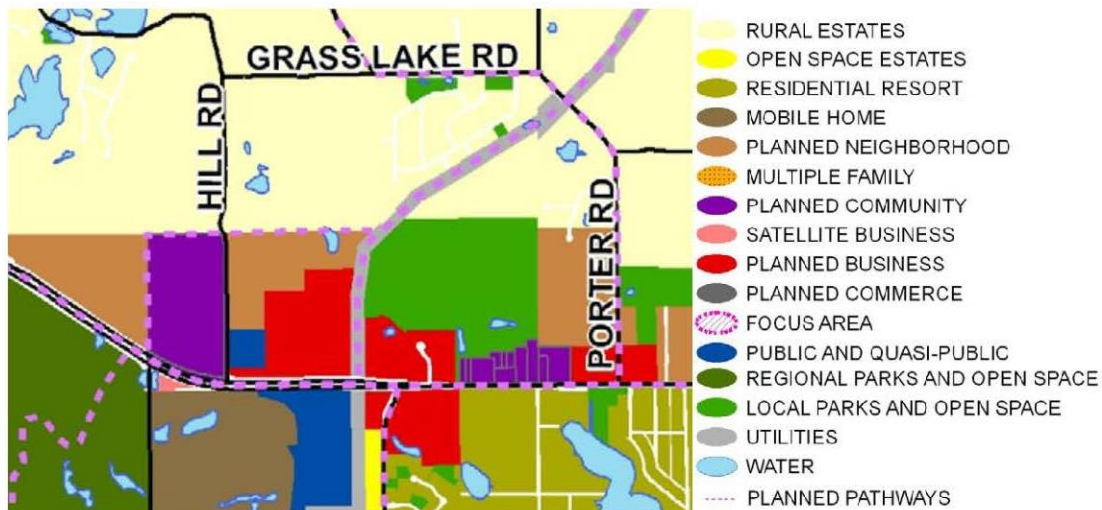 GRASS LAKE RD
HILL RD
PORTER RD
RURAL ESTATES
OPEN SPACE ESTATES
RESIDENTIAL RESORT
MOBILE HOME
PLANNED NEIGHBORHOOD
MULTIPLE FAMILY
PLANNED COMMUNITY
SATELLITE BUSINESS
PLANNED BUSINESS
PLANNED COMMERCE
FOCUS AREA
PUBLIC AND QUASI-PUBLIC
REGIONAL PARKS AND OPEN SPACE
LOCAL PARKS AND OPEN SPACE
UTILITIES
WATER
PLANNED PATHWAYS